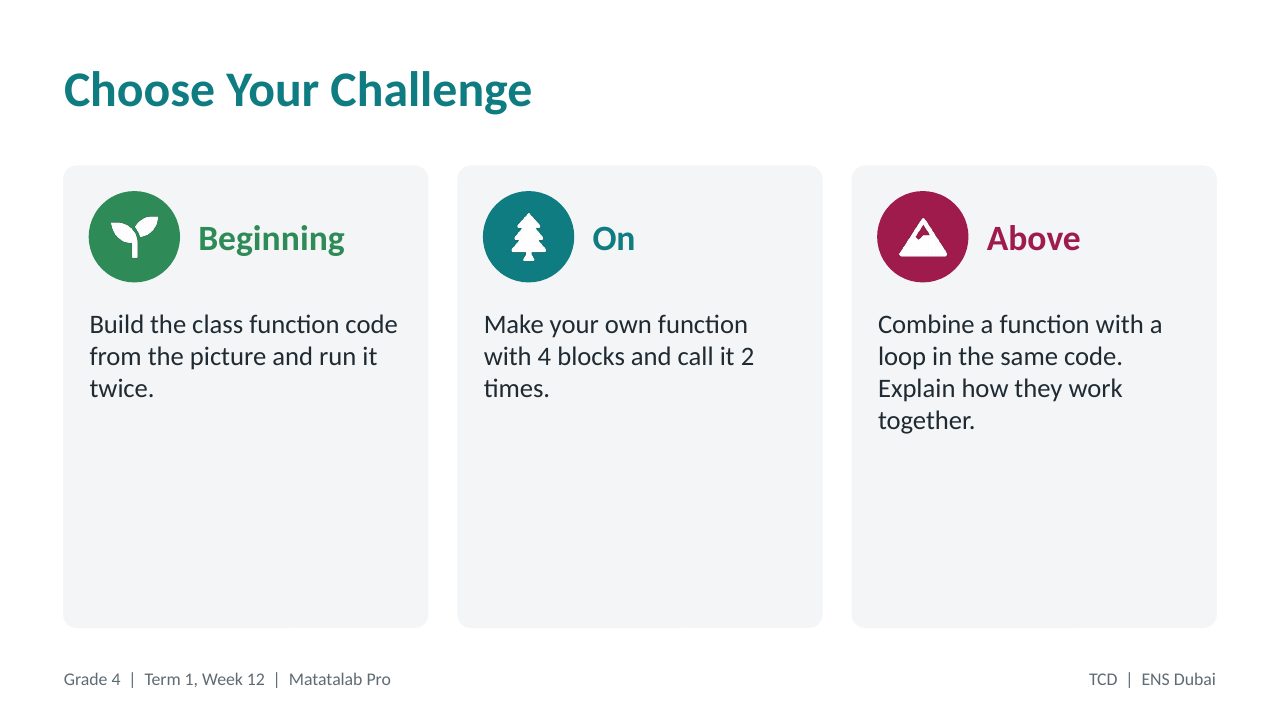 Choose Your Challenge
Beginning
Build the class function code
from the picture and run it
twice.
On
Make your own function
with 4 blocks and call it 2
times.
Above
Combine a function with a
loop in the same code.
Explain how they work
together.
Grade 4 | Term 1, Week 12 | Matatalab Pro
TCD | ENS Dubai